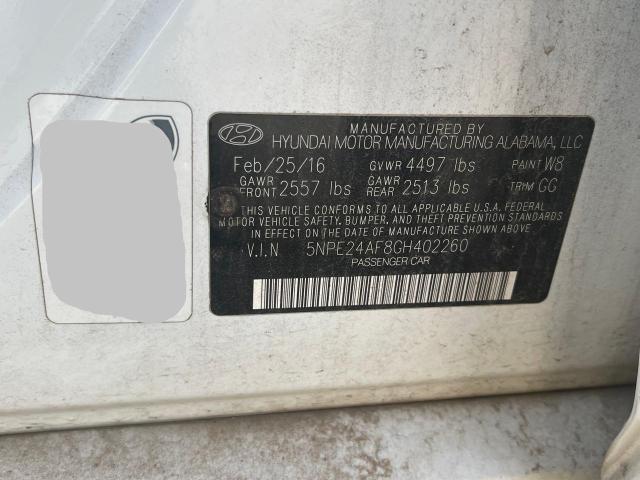 MANUFACTURED BY
HYUNDAI MOTOR MANUFACTURING ALABAMA, LLC
Feb/25/16 GVWR 4497 lbs PAINT W8
GAWR FRONT 2557 lbs GAWR REAR 2513 lbs TRIM GG
THIS VEHICLE CONFORMS TO ALL APPLICABLE U.S.A. FEDERAL
MOTOR VEHICLE SAFETY, BUMPER, AND THEFT PREVENTION
STANDARDS IN EFFECT ON THE DATE OF MANUFACTURE SHOWN ABOVE.
V.I.N 5NPE24AF8GH402260
PASSENGER CAR